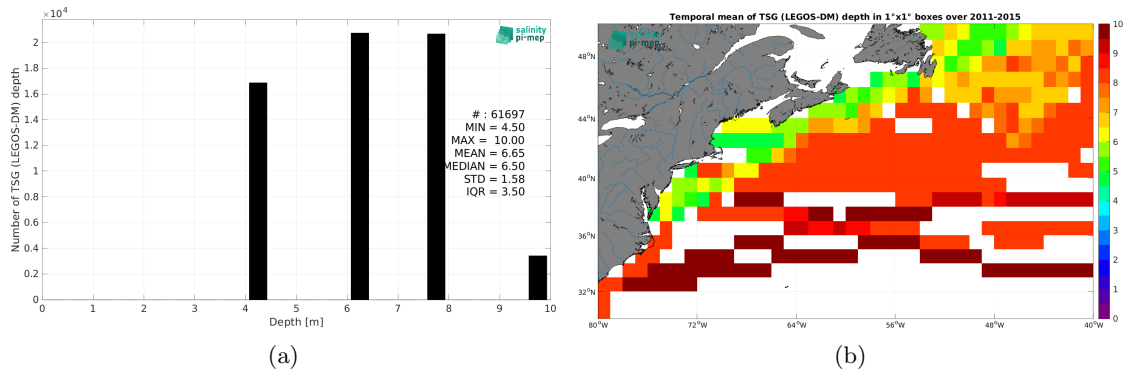 ×10⁴
2
1.8
1.6
1.4
1.2
1
0.8
0.6
0.4
0.2
0
Number of TSG (LEGOS-DM) depth
salinity
pi-mep
# : 61697
MIN = 4.50
MAX = 10.00
MEAN = 6.65
MEDIAN = 6.50
STD = 1.58
IQR = 3.50
0 1 2 3 4 5 6 7 8 9 10
Depth [m]
(a)
Temporal mean of TSG (LEGOS-DM) depth in 1°x1° boxes over 2011-2015
salinity
pi-mep
48°N
44°N
40°N
36°N
32°N
80°W 72°W 64°W 56°W 48°W 40°W
10
9
8
7
6
5
4
3
2
1
0
(b)